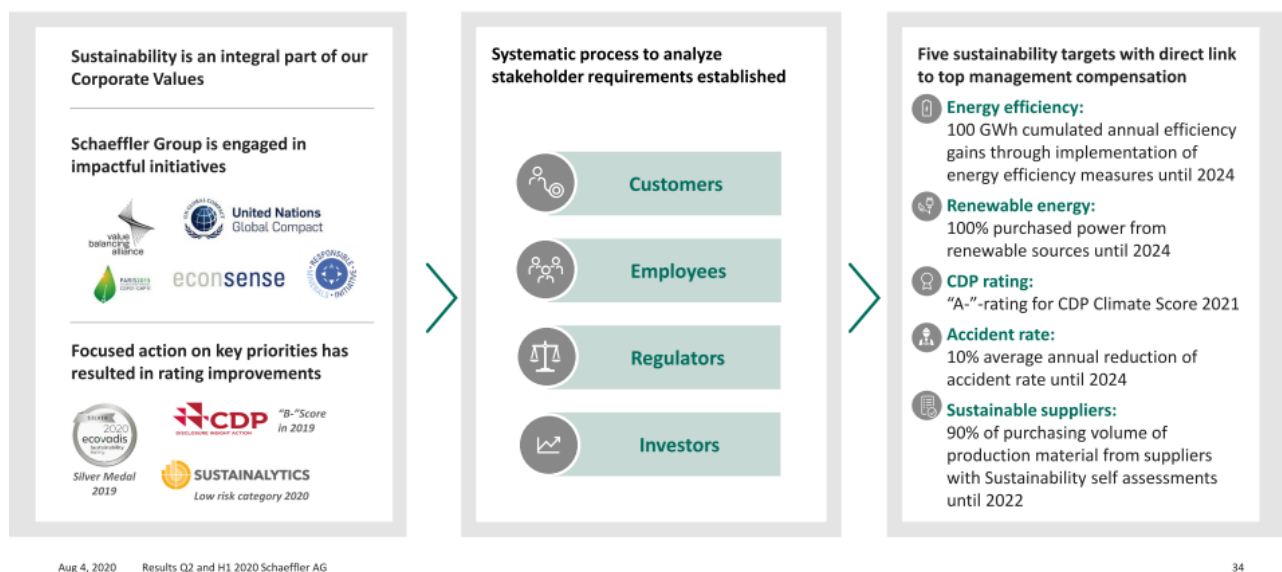 Sustainability is an integral part of our
Corporate Values
Schaeffler Group is engaged in
impactful initiatives
value
balancing
alliance
United Nations
Global Compact
PARIS2015
econsense
Focused action on key priorities has
resulted in rating improvements
2020
ecovadis
Sustainability
Silver Medal
2019
CDP
DISCLOSURE INSIGHT ACTION
"B-"Score
in 2019
SUSTAINALYTICS
Low risk category 2020
Systematic process to analyze
stakeholder requirements established
Customers
Employees
Regulators
Investors
Five sustainability targets with direct link
to top management compensation
Energy efficiency:
100 GWh cumulated annual efficiency
gains through implementation of
energy efficiency measures until 2024
Renewable energy:
100% purchased power from
renewable sources until 2024
CDP rating:
"A-"-rating for CDP Climate Score 2021
Accident rate:
10% average annual reduction of
accident rate until 2024
Sustainable suppliers:
90% of purchasing volume of
production material from suppliers
with Sustainability self assessments
until 2022
Aug 4, 2020 Results Q2 and H1 2020 Schaeffler AG
34